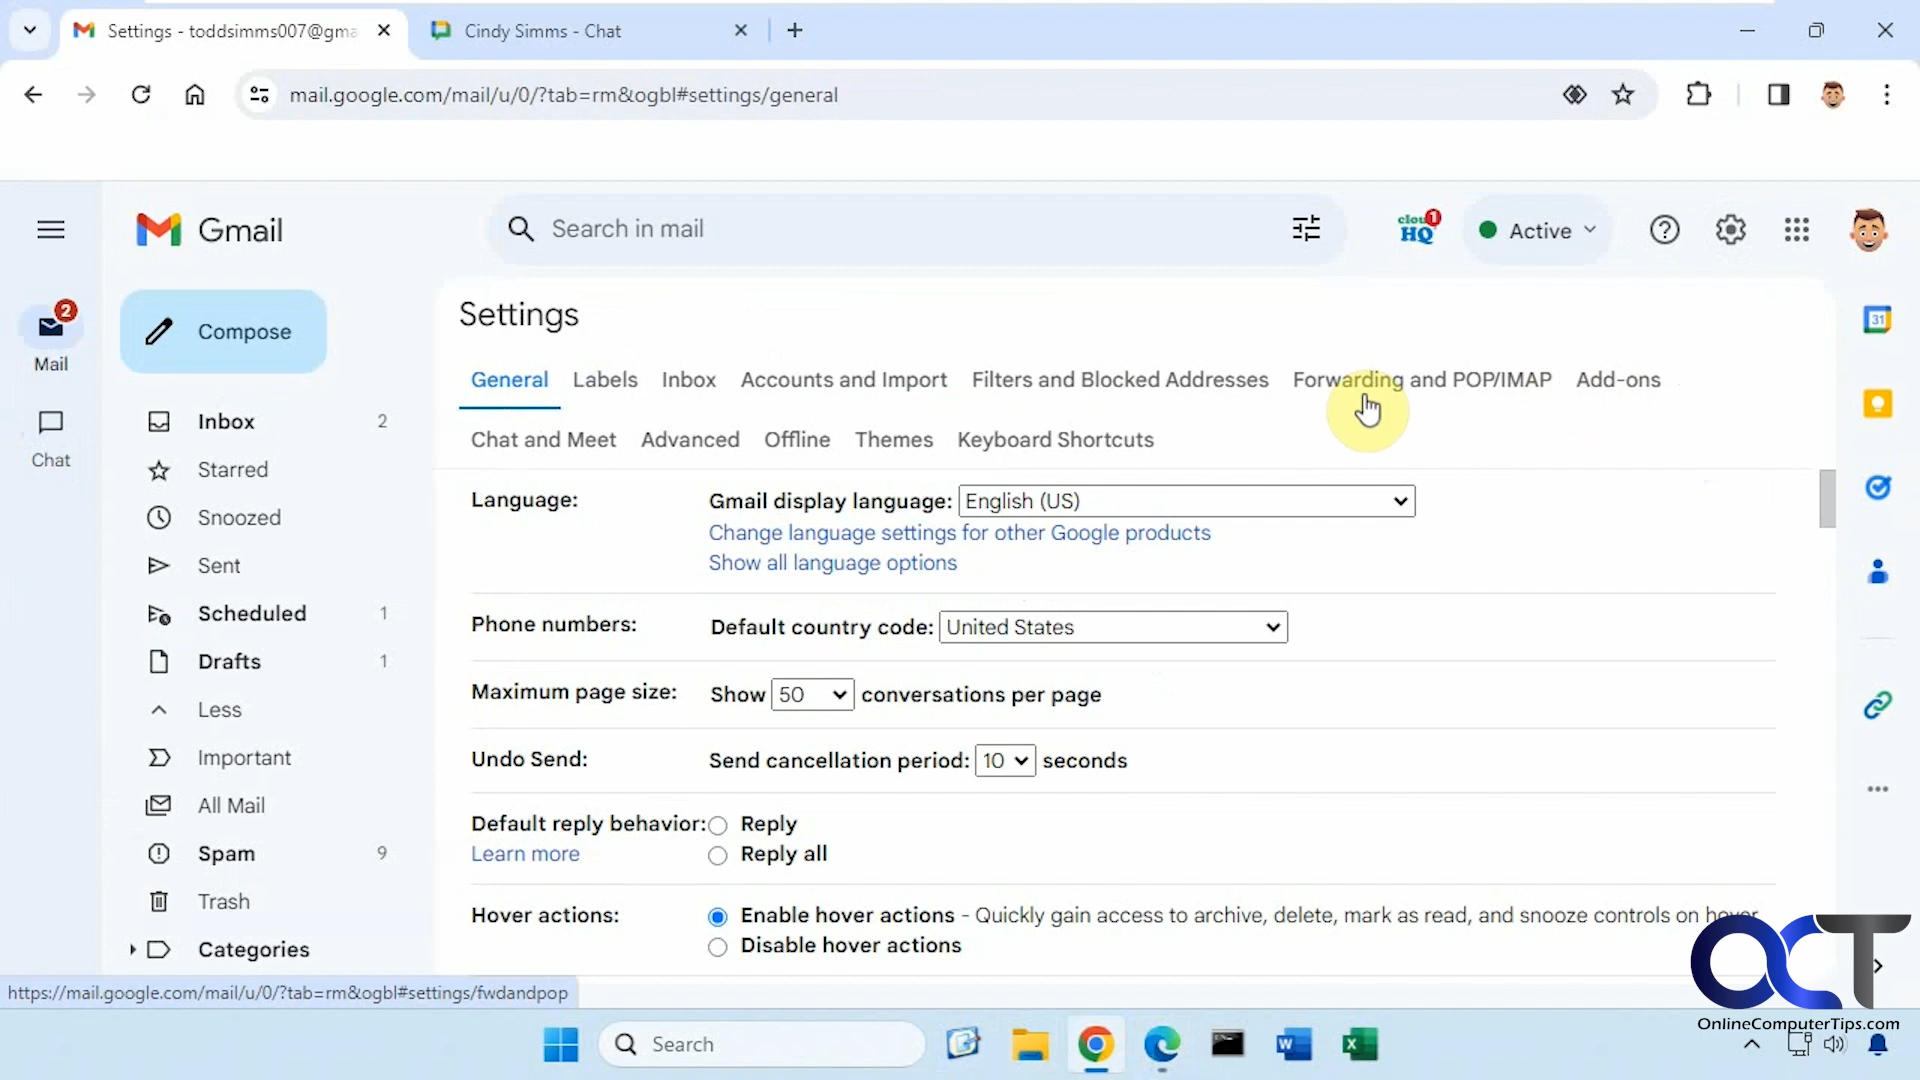 Settings - toddsimms007@gma
Cindy Simms - Chat
mail.google.com/mail/u/0/?tab=rm&ogbl#settings/general
Gmail
Search in mail
cloudHQ 1
Active
2
Mail
Chat
Compose
Inbox 2
Starred
Snoozed
Sent
Scheduled 1
Drafts 1
Less
Important
All Mail
Spam 9
Trash
Categories
Settings
General Labels Inbox Accounts and Import Filters and Blocked Addresses Forwarding and POP/IMAP Add-ons
Chat and Meet Advanced Offline Themes Keyboard Shortcuts
Language: Gmail display language: English (US)
Change language settings for other Google products
Show all language options
Phone numbers: Default country code: United States
Maximum page size: Show 50 conversations per page
Undo Send: Send cancellation period: 10 seconds
Default reply behavior: Reply
Learn more Reply all
Hover actions: Enable hover actions - Quickly gain access to archive, delete, mark as read, and snooze controls on hover.
Disable hover actions
31
https://mail.google.com/mail/u/0/?tab=rm&ogbl#settings/fwdandpop
OCT
OnlineComputerTips.com
Search
W
X